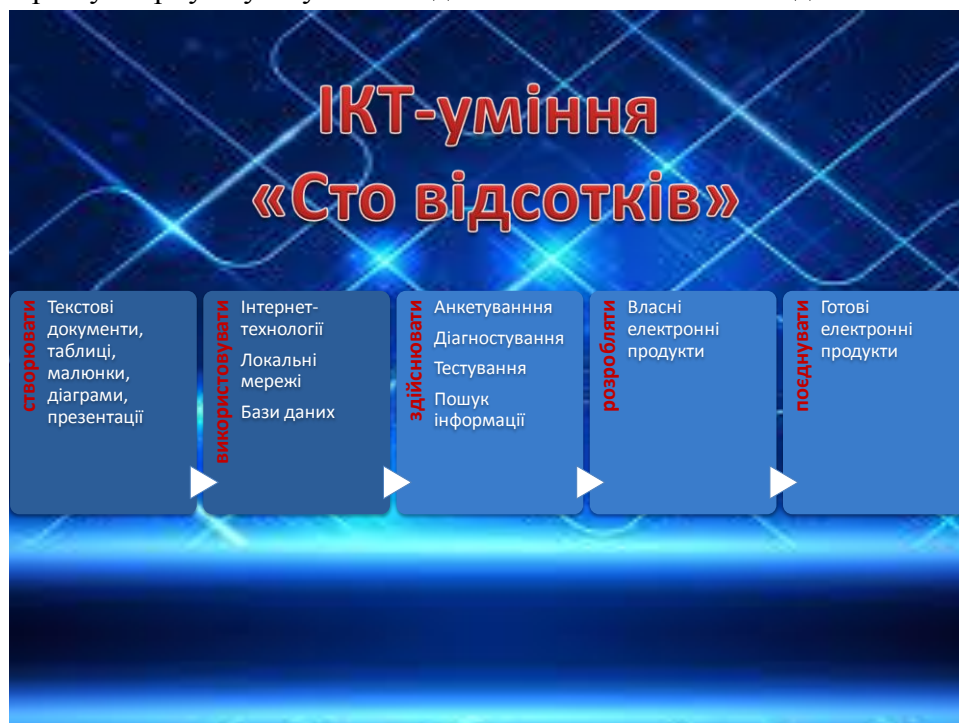 ІКТ-уміння
«Сто відсотків»
створювати
Текстові
документи,
таблиці,
малюнки,
діаграми,
презентації
використовувати
Інтернет-
технології
Локальні
мережі
Бази даних
здійснювати
Анкетуванння
Діагностування
Тестування
Пошук
інформації
розробляти
Власні
електронні
продукти
поєднувати
Готові
електронні
продукти